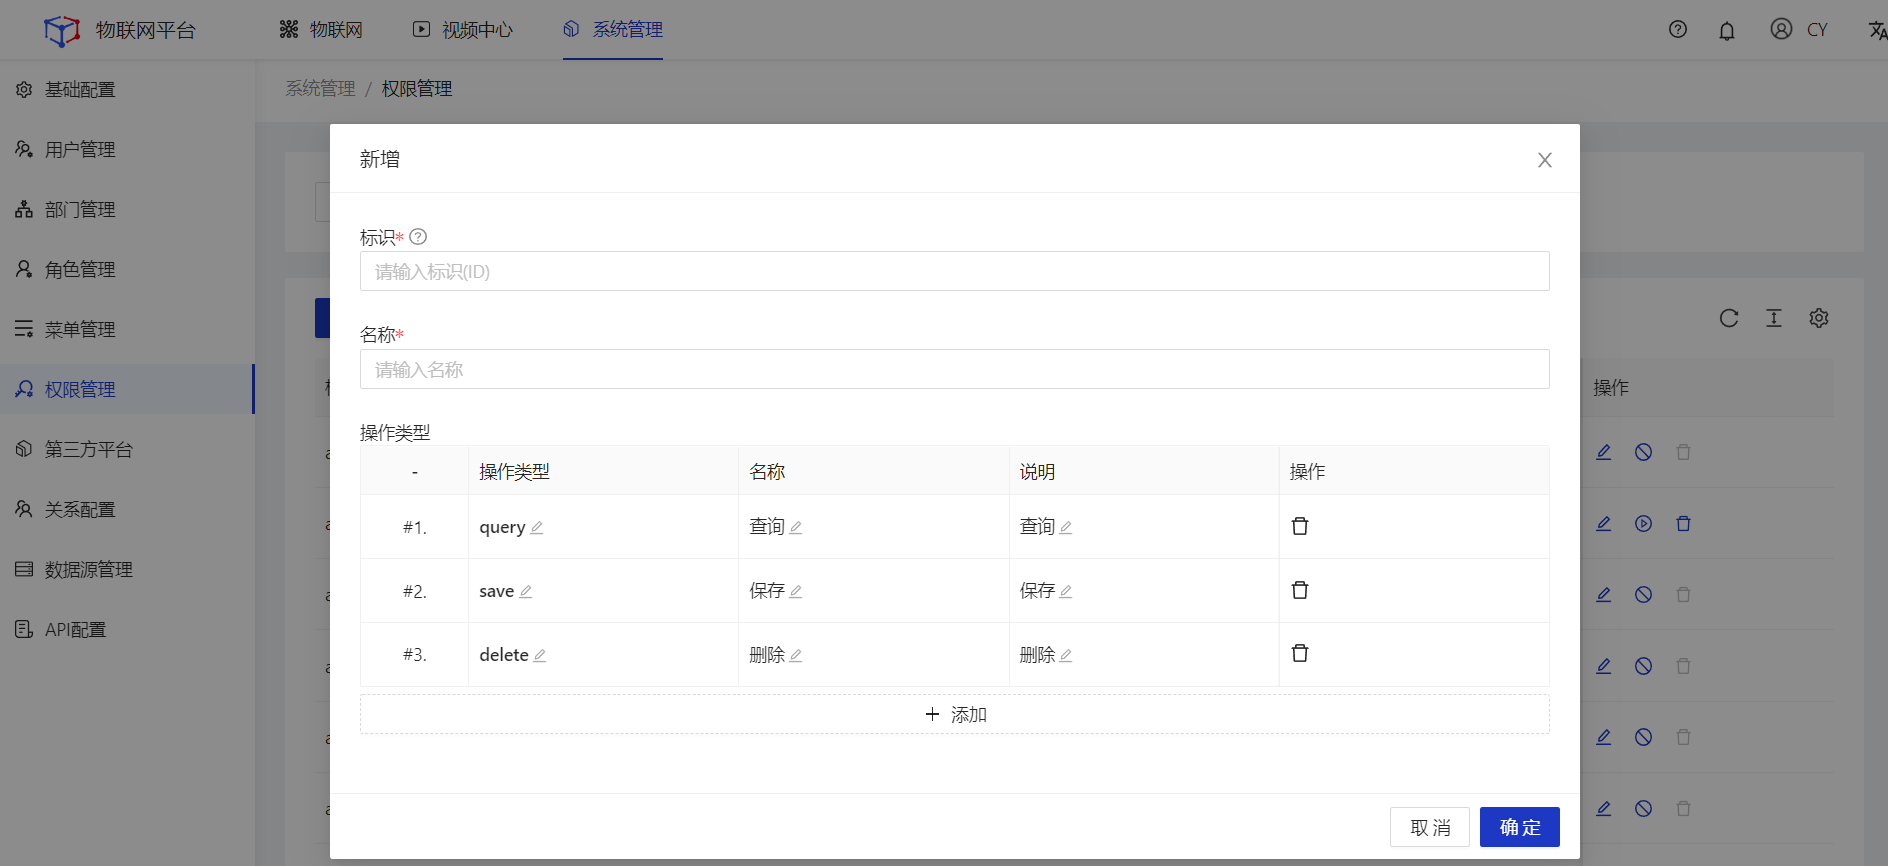 物联网平台
物联网
视频中心
系统管理
CY
基础配置
用户管理
部门管理
角色管理
菜单管理
权限管理
第三方平台
关系配置
数据源管理
API配置
系统管理 / 权限管理
新增
标识*
请输入标识(ID)
名称*
请输入名称
操作类型
- 操作类型 名称 说明 操作
#1. query 查询 查询
#2. save 保存 保存
#3. delete 删除 删除
+ 添加
取 消
确 定
操作